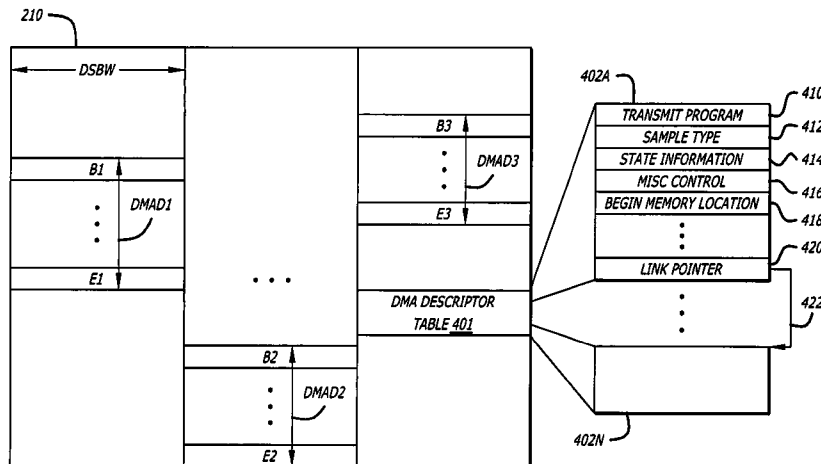 210
DSBW
B1
DMAD1
E1
B2
DMAD2
E2
B3
DMAD3
E3
DMA DESCRIPTOR
TABLE 401
402A
TRANSMIT PROGRAM
410
SAMPLE TYPE
412
STATE INFORMATION
414
MISC CONTROL
416
BEGIN MEMORY LOCATION
418
LINK POINTER
420
422
402N